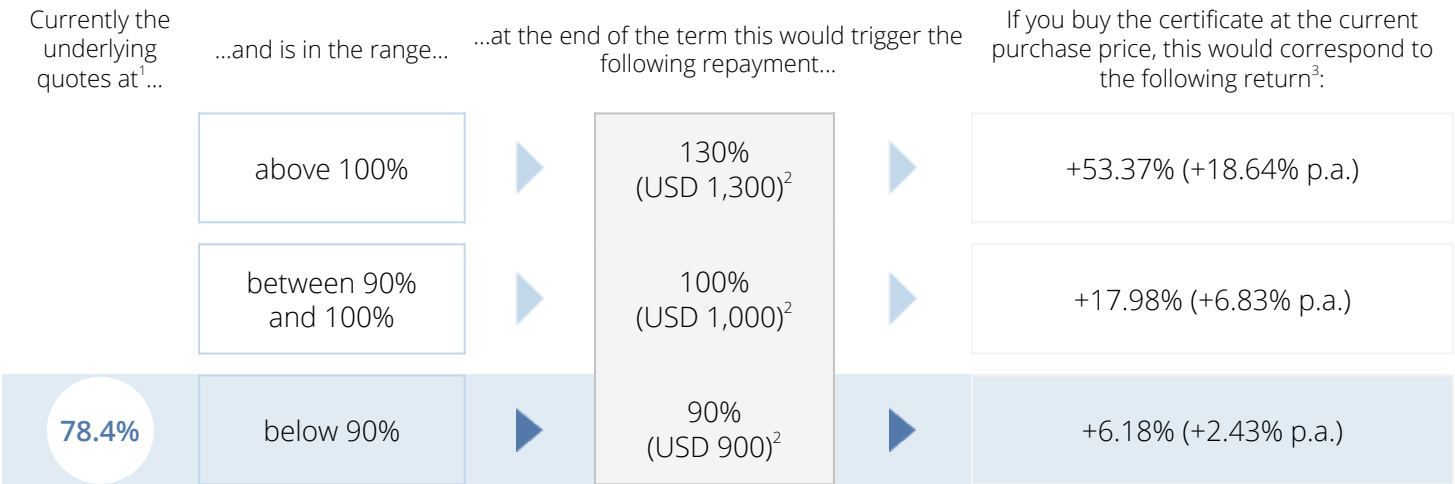 Currently the
underlying
quotes at¹...
...and is in the range...
...at the end of the term this would trigger the
following repayment...
If you buy the certificate at the current
purchase price, this would correspond to
the following return³:
above 100%
130%
(USD 1,300)²
+53.37% (+18.64% p.a.)
between 90%
and 100%
100%
(USD 1,000)²
+17.98% (+6.83% p.a.)
78.4%
below 90%
90%
(USD 900)²
+6.18% (+2.43% p.a.)